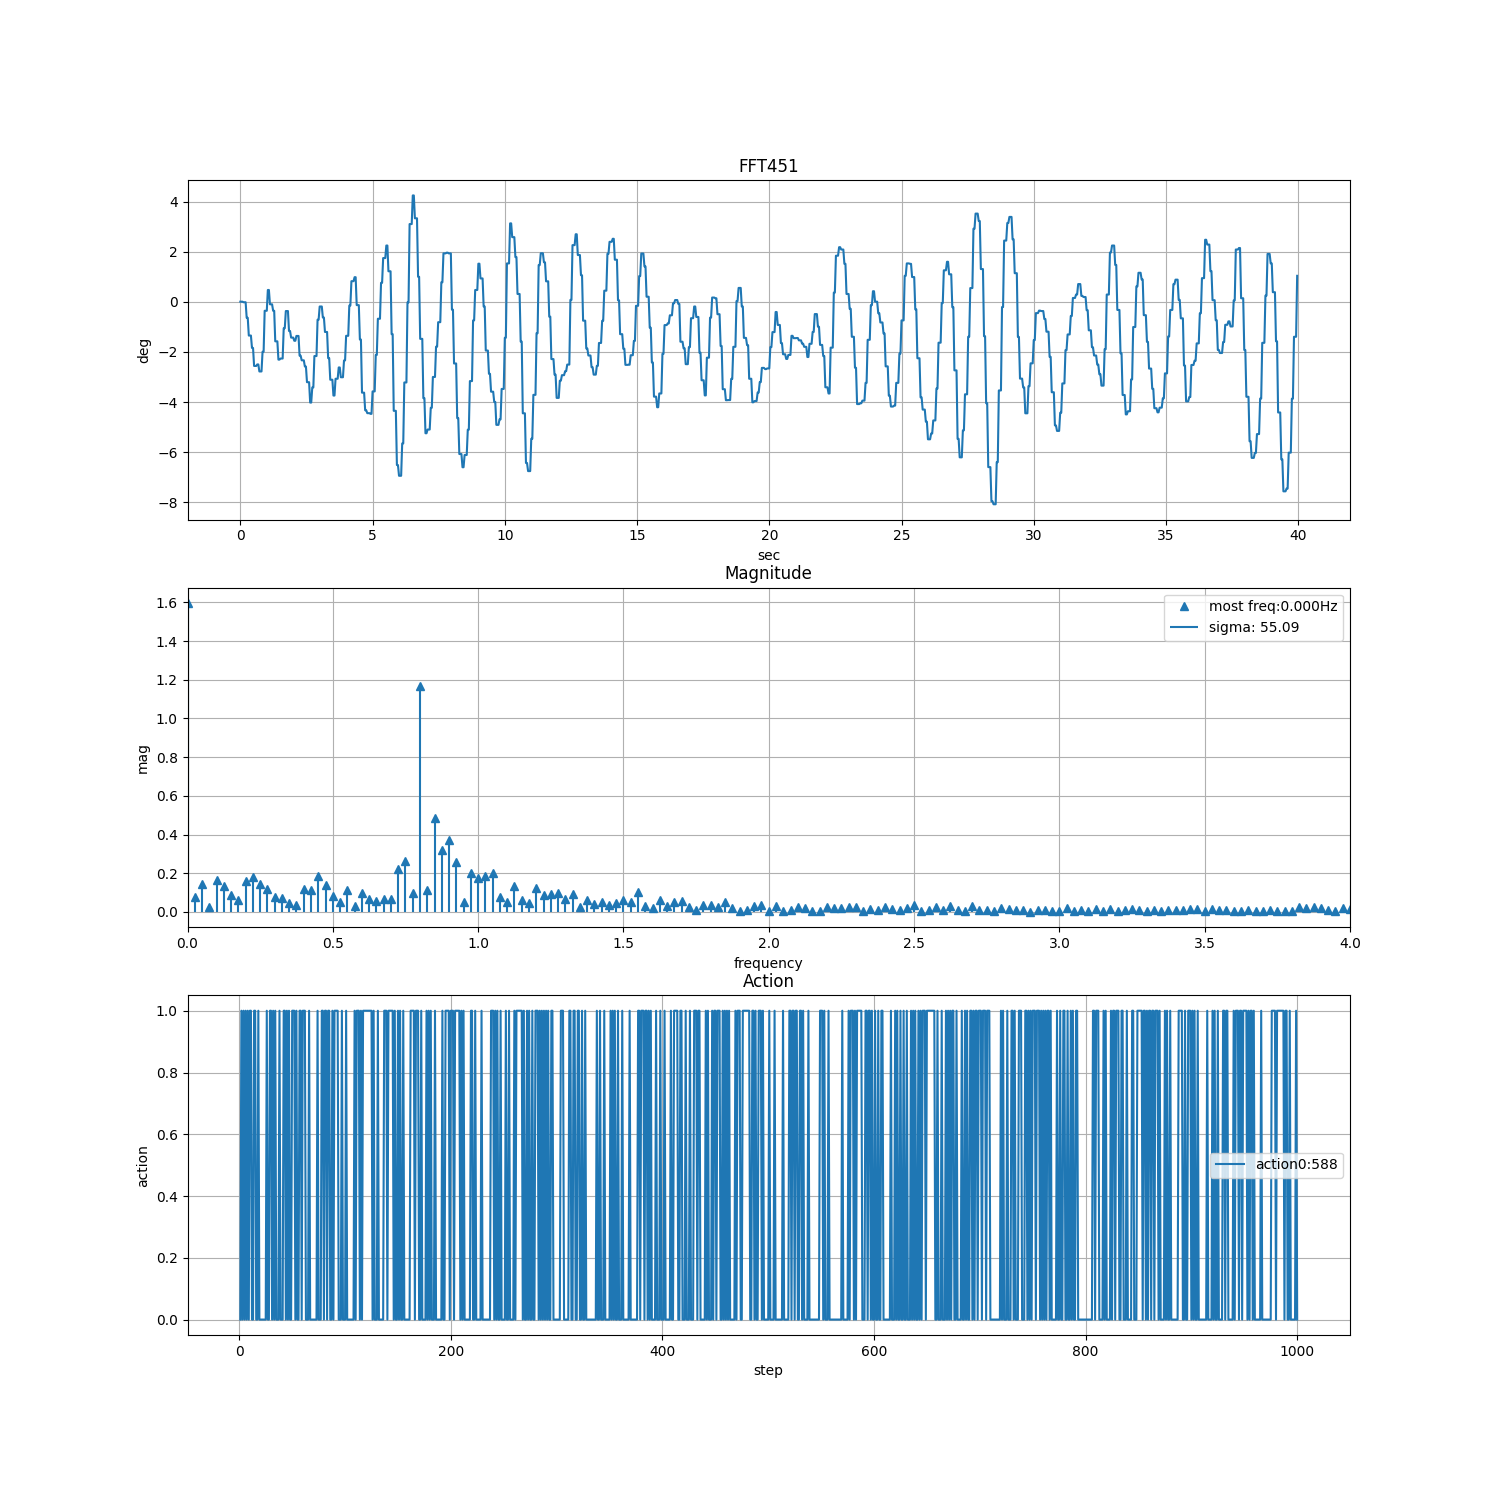 FFT451
4
2
0
−2
−4
−6
−8
deg
0 5 10 15 20 25 30 35 40
sec
Magnitude
1.6
1.4
1.2
1.0
0.8
0.6
0.4
0.2
0.0
mag
most freq:0.000Hz
sigma: 55.09
0.0 0.5 1.0 1.5 2.0 2.5 3.0 3.5 4.0
frequency
Action
1.0
0.8
0.6
0.4
0.2
0.0
action
action0:588
0 200 400 600 800 1000
step